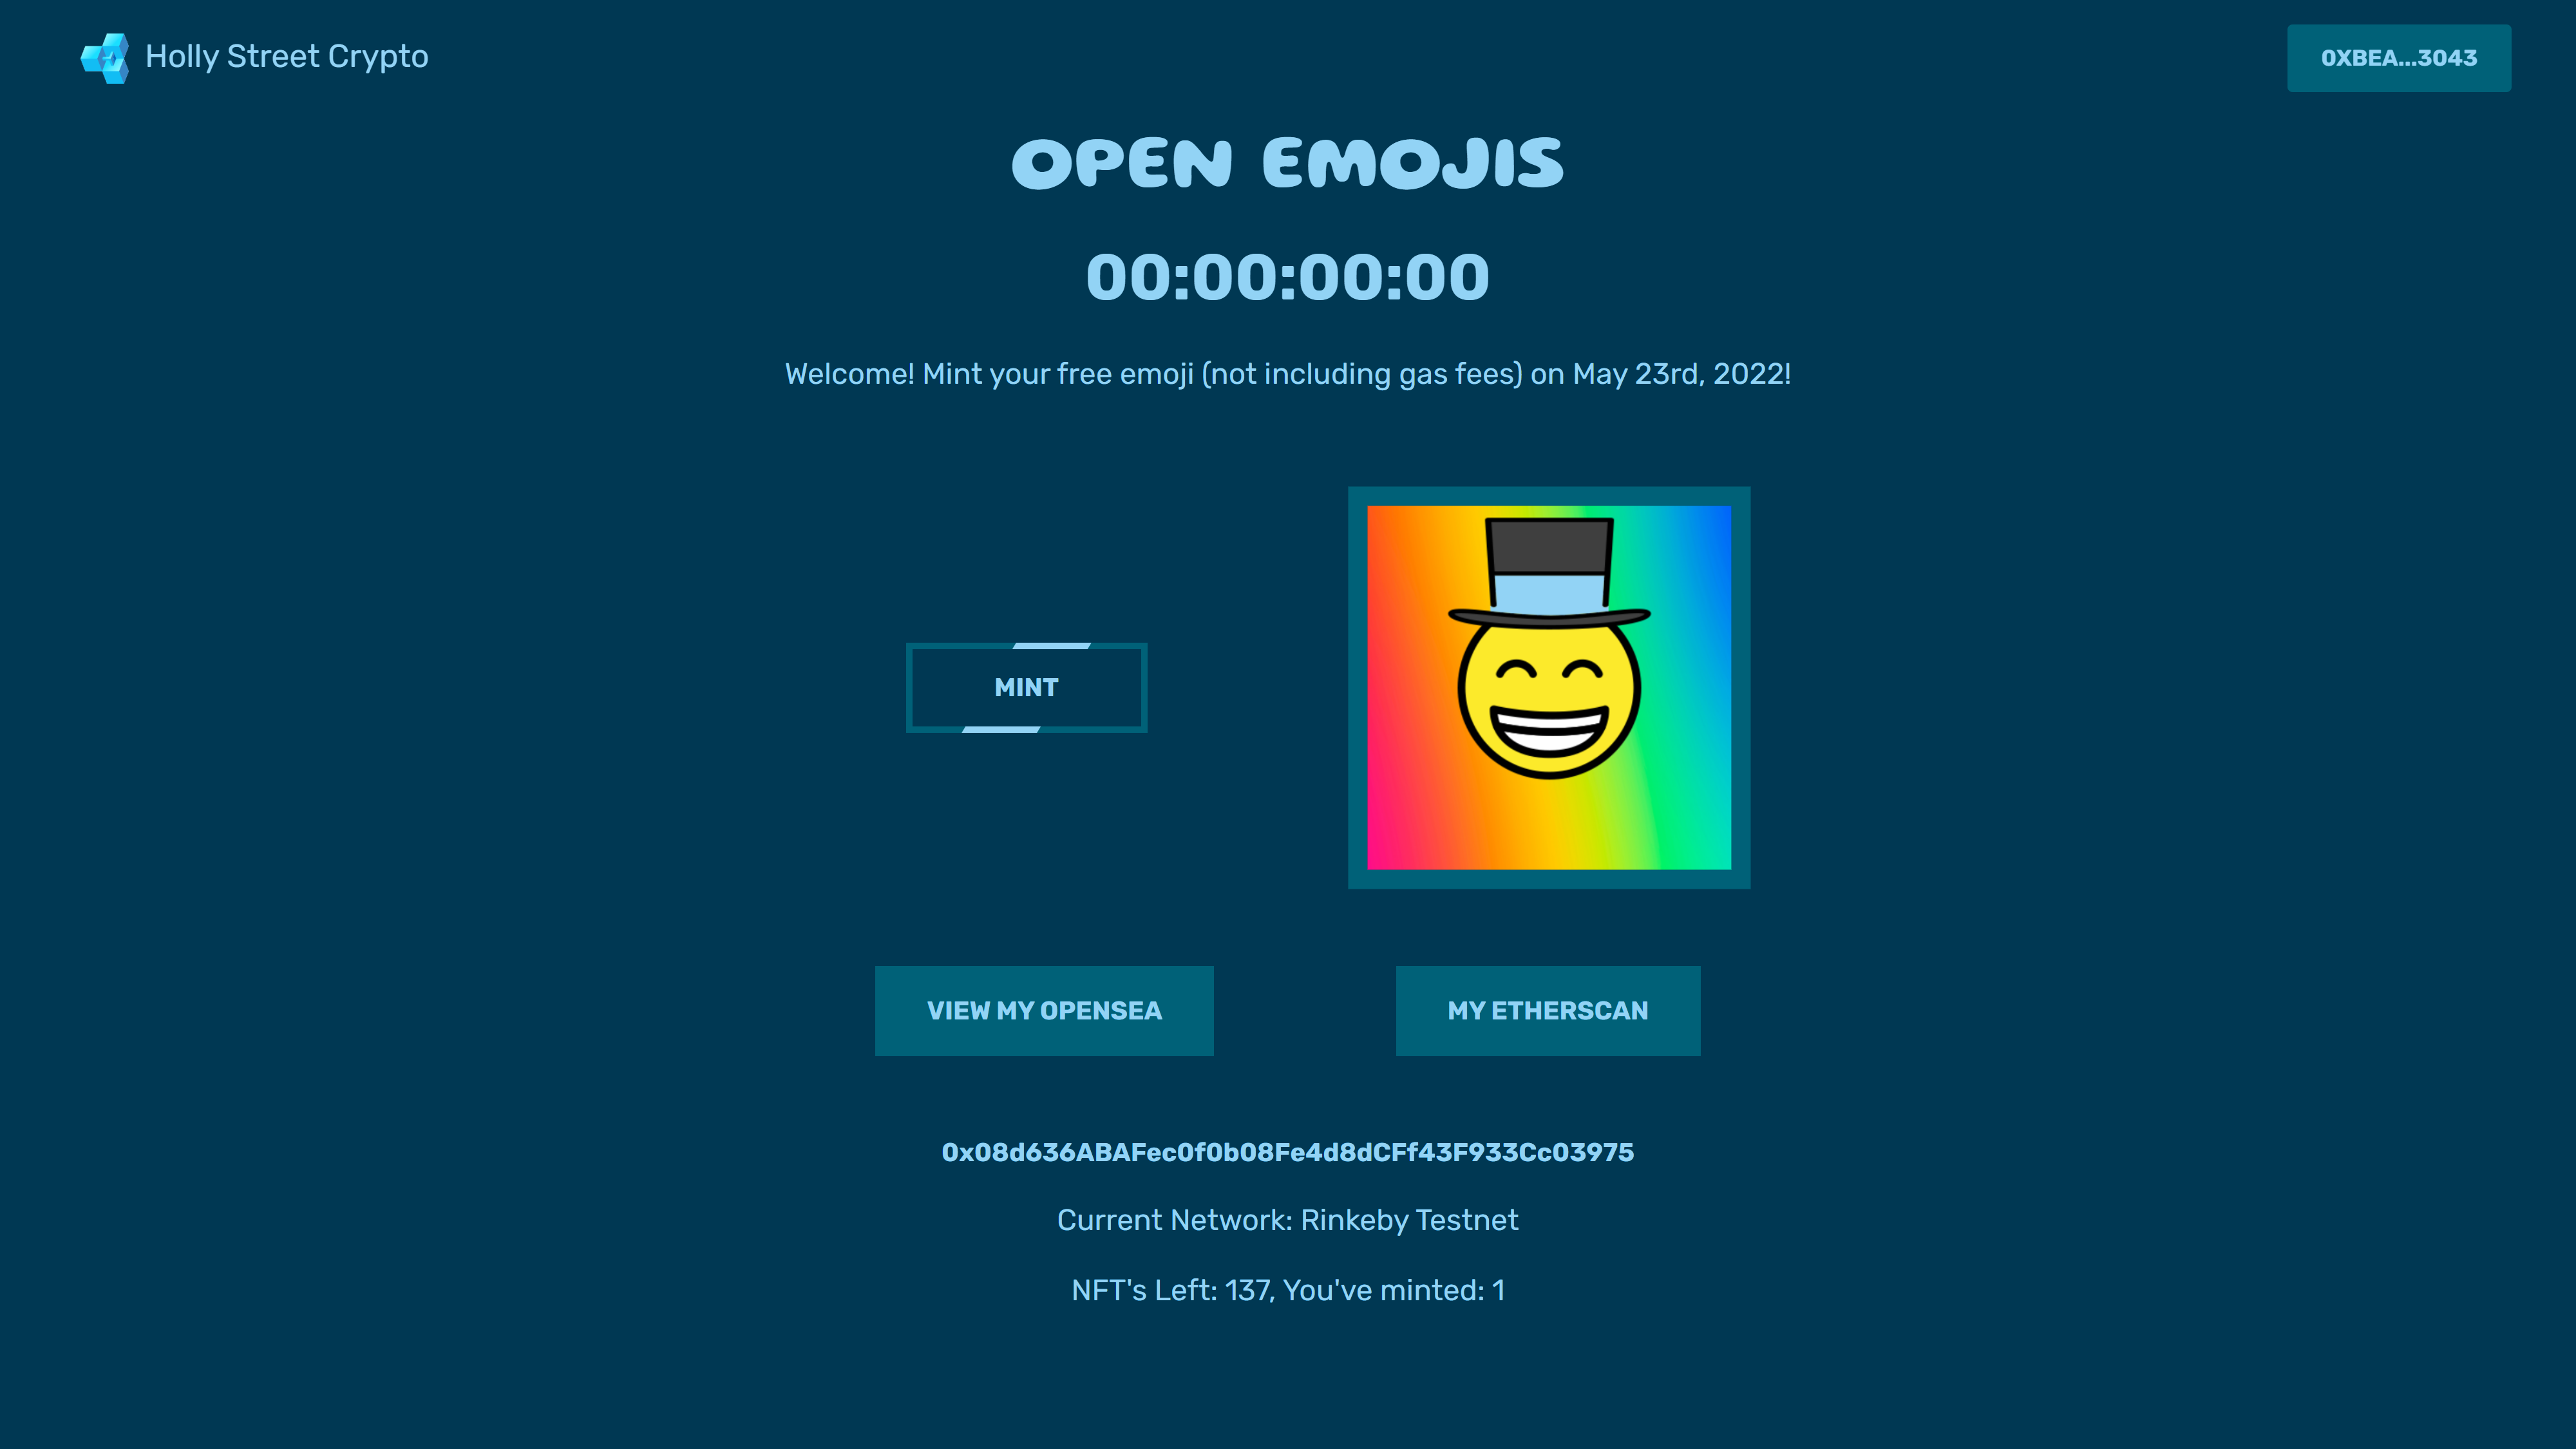 Holly Street Crypto
0XBEA...3043
OPEN EMOJIS
00:00:00:00
Welcome! Mint your free emoji (not including gas fees) on May 23rd, 2022!
MINT
VIEW MY OPENSEA
MY ETHERSCAN
0x08d636ABAFec0f0b08Fe4d8dCFf43F933Cc03975
Current Network: Rinkeby Testnet
NFT's Left: 137, You've minted: 1